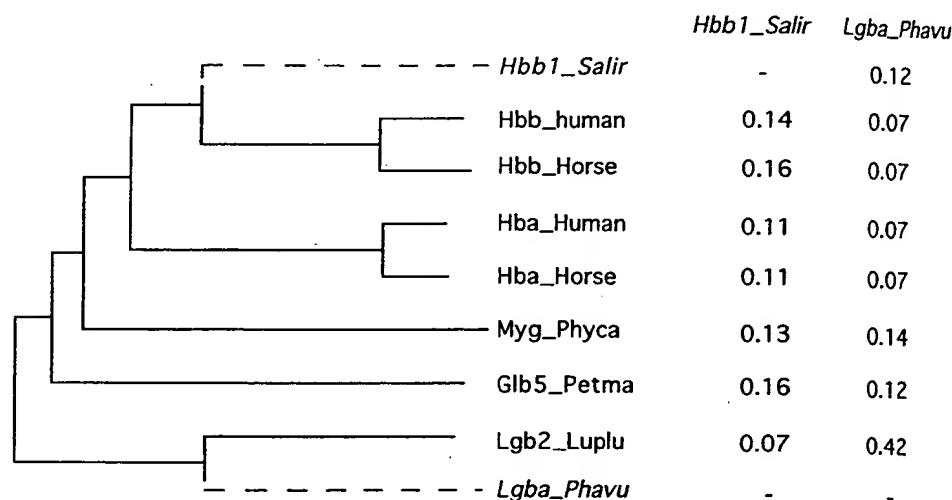 Hbb1_Salir Lgba_Phavu
Hbb1_Salir - 0.12
Hbb_human 0.14 0.07
Hbb_Horse 0.16 0.07
Hba_Human 0.11 0.07
Hba_Horse 0.11 0.07
Myg_Phyca 0.13 0.14
Glb5_Petma 0.16 0.12
Lgb2_Luplu 0.07 0.42
Lgba_Phavu - -